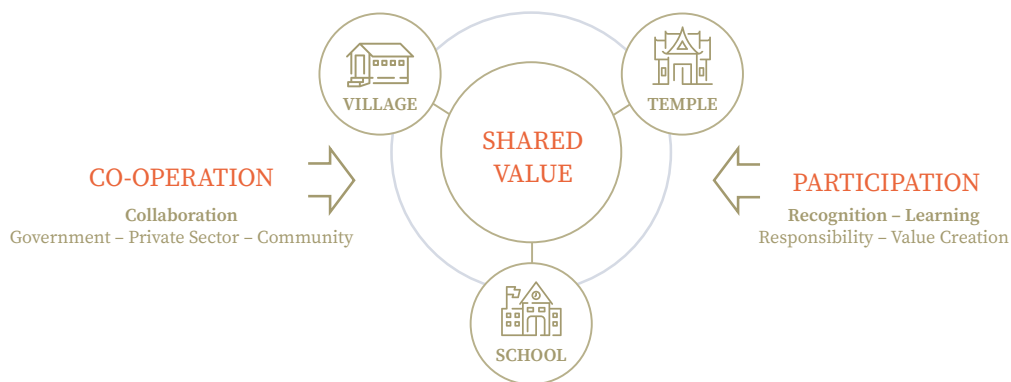 VILLAGE
TEMPLE
SHARED
VALUE
CO-OPERATION
Collaboration
Government – Private Sector – Community
PARTICIPATION
Recognition – Learning
Responsibility – Value Creation
SCHOOL